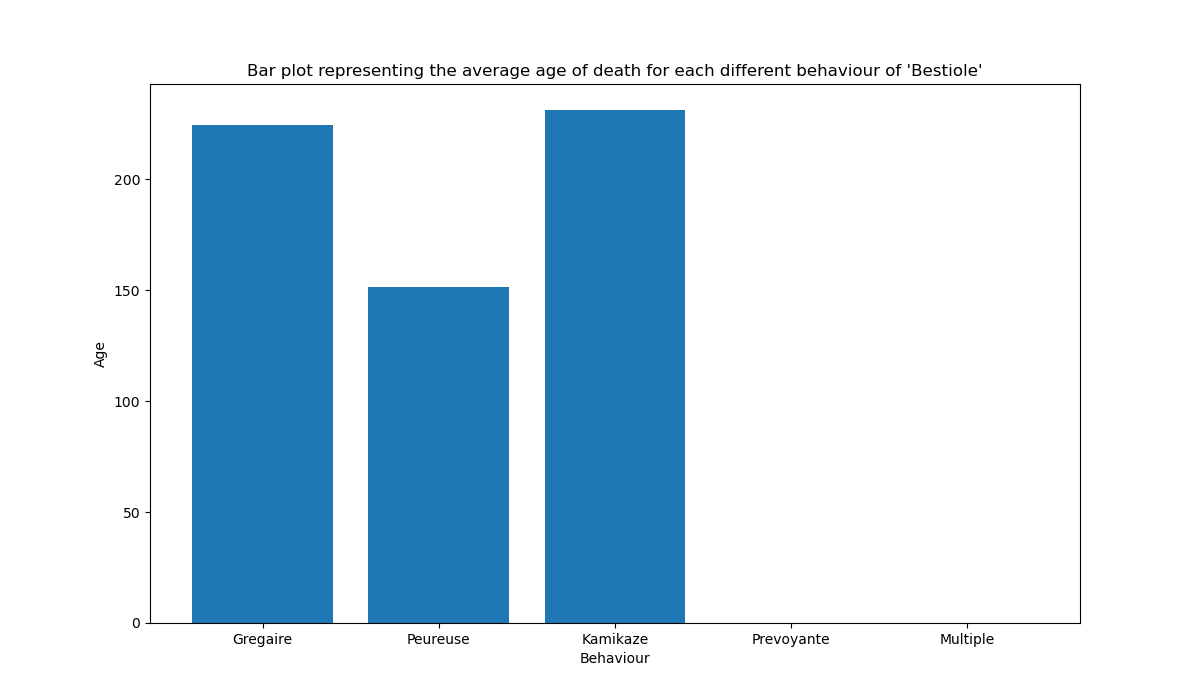 Bar plot representing the average age of death for each different behaviour of 'Bestiole'
200
150
100
50
0
Age
Gregaire Peureuse Kamikaze Prevoyante Multiple
Behaviour